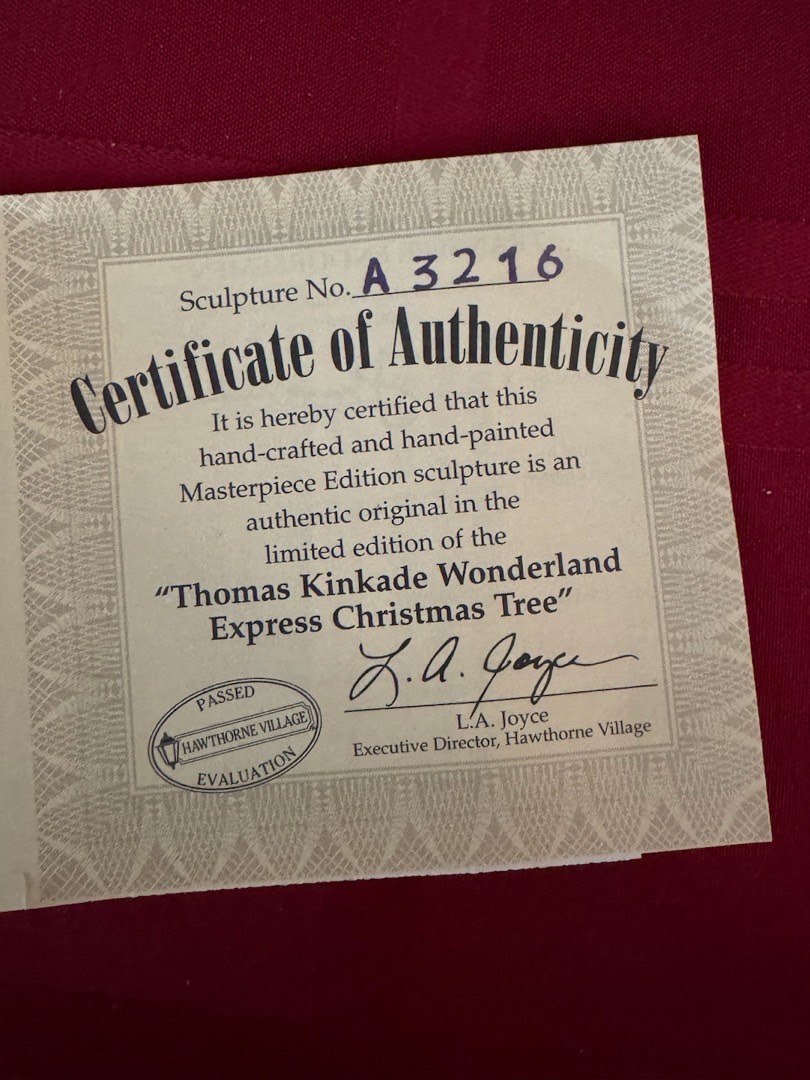 Sculpture No. A 3216
Certificate of Authenticity
It is hereby certified that this
hand-crafted and hand-painted
Masterpiece Edition sculpture is an
authentic original in the
limited edition of the
“Thomas Kinkade Wonderland
Express Christmas Tree”
L. A. Joyce
L.A. Joyce
Executive Director, Hawthorne Village
PASSED
HAWTHORNE VILLAGE
EVALUATION